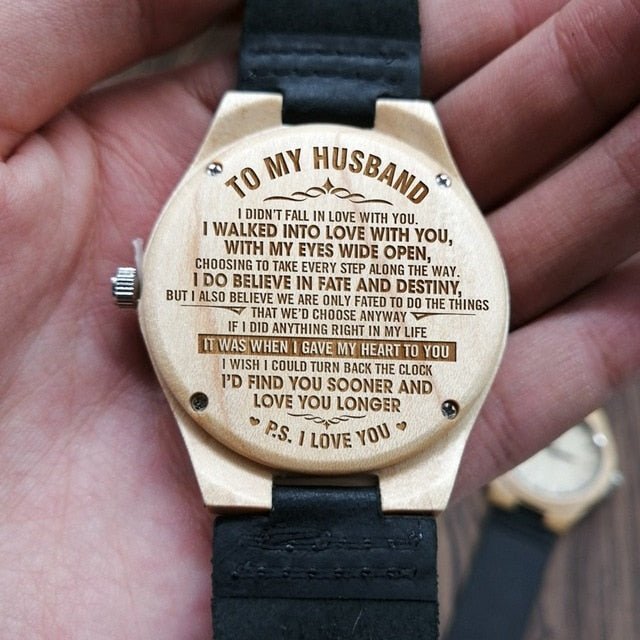 TO MY HUSBAND
I DIDN'T FALL IN LOVE WITH YOU.
I WALKED INTO LOVE WITH YOU,
WITH MY EYES WIDE OPEN,
CHOOSING TO TAKE EVERY STEP ALONG THE WAY.
I DO BELIEVE IN FATE AND DESTINY,
BUT I ALSO BELIEVE WE ARE ONLY FATED TO DO THE THINGS
THAT WE'D CHOOSE ANYWAY
IF I DID ANYTHING RIGHT IN MY LIFE
IT WAS WHEN I GAVE MY HEART TO YOU
I WISH I COULD TURN BACK THE CLOCK
I'D FIND YOU SOONER AND
LOVE YOU LONGER
P.S. I LOVE YOU